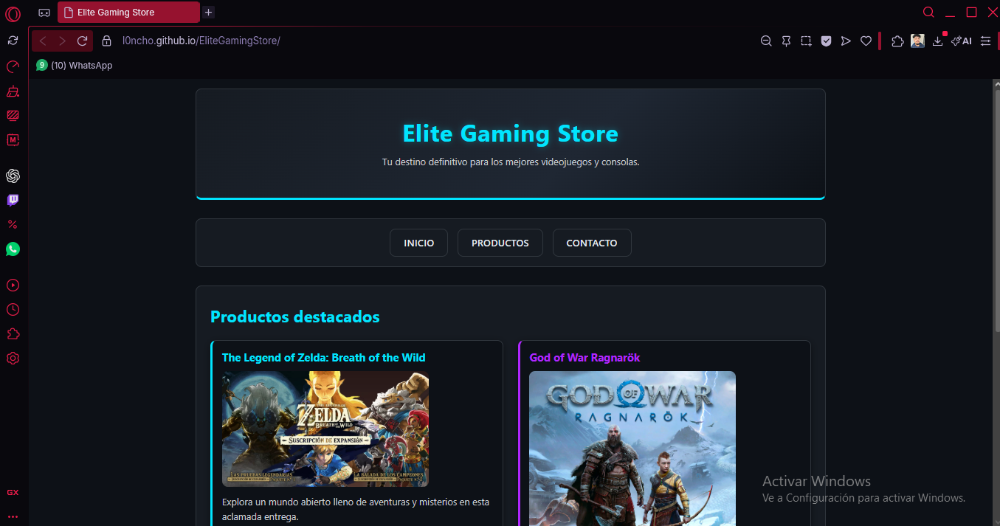 Elite Gaming Store
l0ncho.github.io/EliteGamingStore/
AI
9 (10) WhatsApp
M
Elite Gaming Store
Tu destino definitivo para los mejores videojuegos y consolas.
INICIO
PRODUCTOS
CONTACTO
Productos destacados
The Legend of Zelda: Breath of the Wild
THE LEGEND OF
ZELDA
BREATH OF THE WILD
SUSCRIPCIÓN DE EXPANSIÓN
LAS PRUEBAS LEGENDARIAS
LA BALADA DE LOS CAMPEONES
Explora un mundo abierto lleno de aventuras y misterios en esta
aclamada entrega.
God of War Ragnarök
GOD OF WAR
RAGNARÖK
Activar Windows
Ve a Configuración para activar Windows.
GX